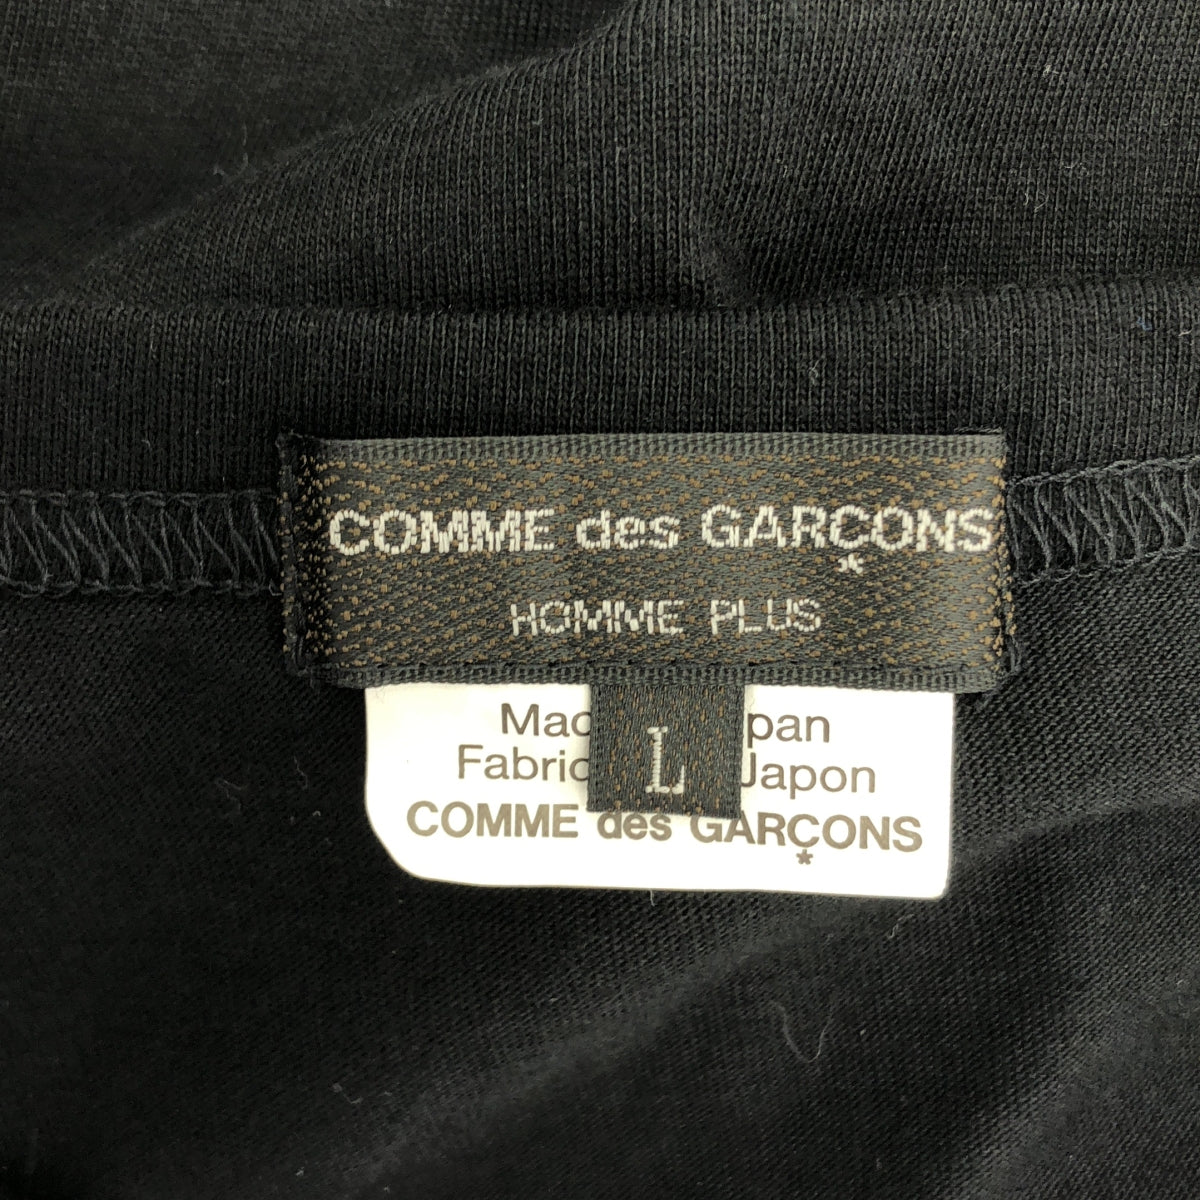 COMME des GARÇONS
*
HOMME PLUS
L
Mac pan
Fabric Japon
COMME des GARÇONS
*